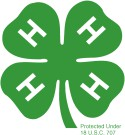 H H
H H
Protected Under
18 U.S.C. 707